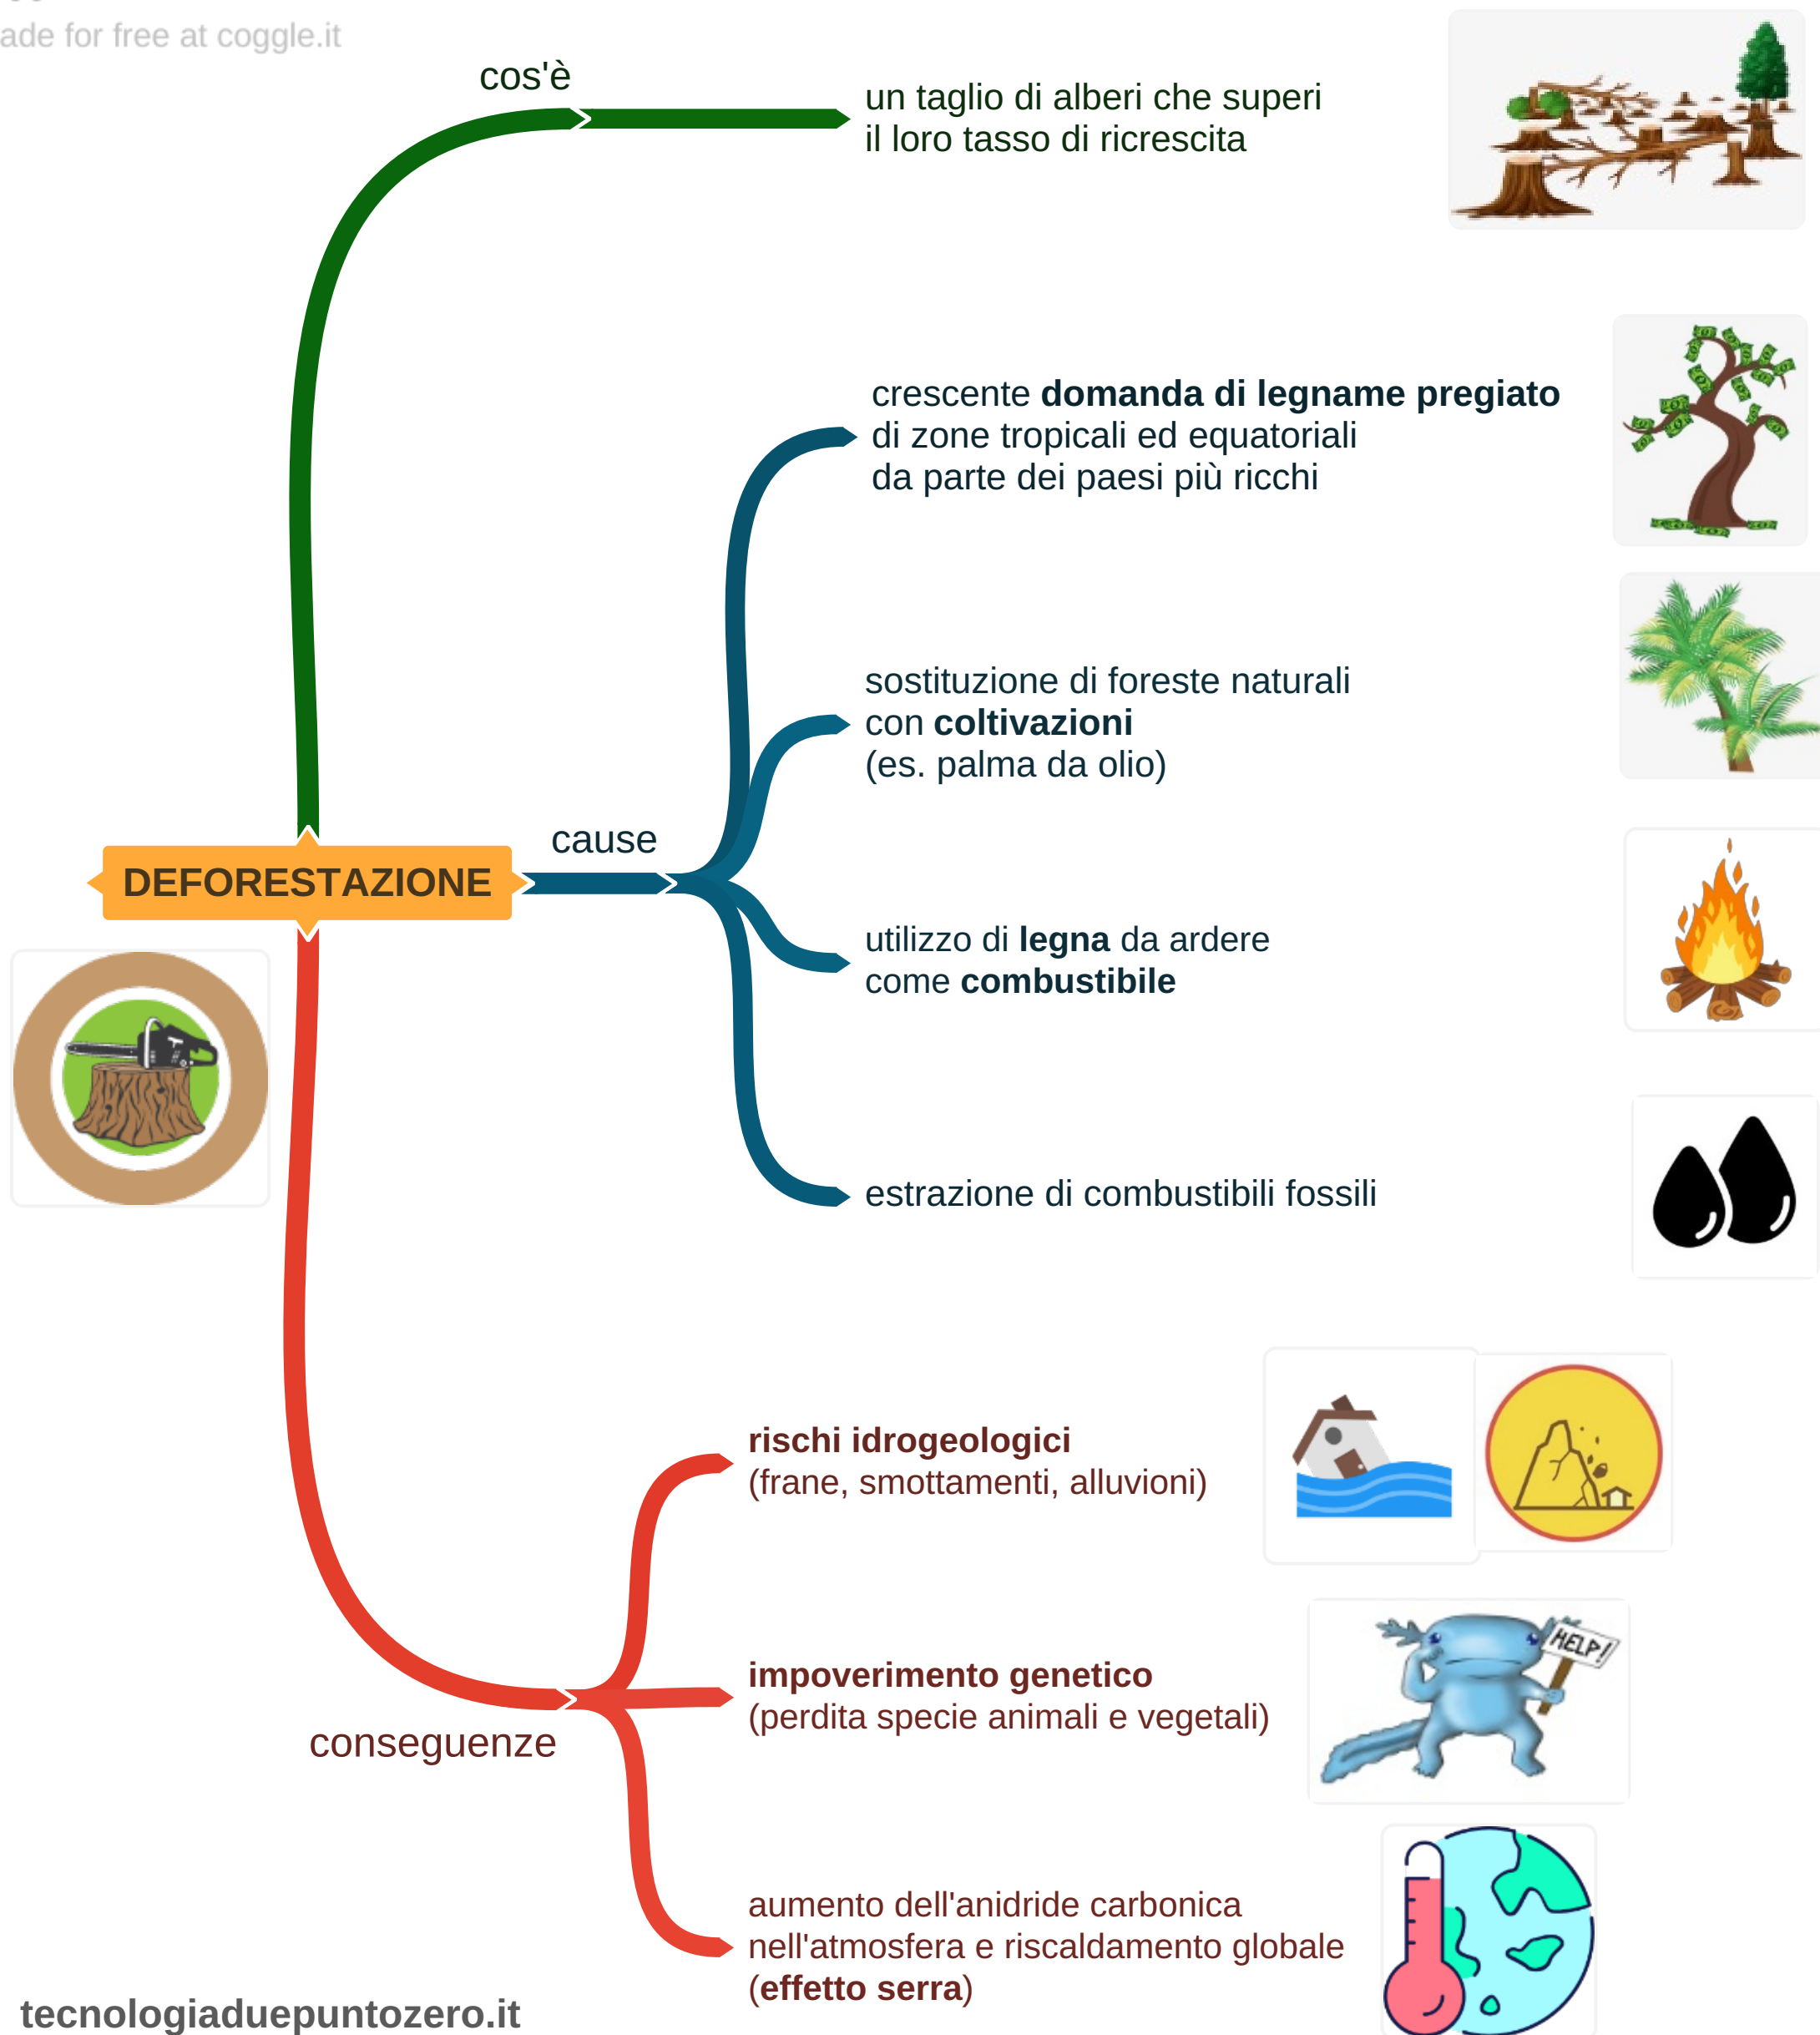 ade for free at coggle.it
cos'è
un taglio di alberi che superi
il loro tasso di ricrescita
crescente domanda di legname pregiato
di zone tropicali ed equatoriali
da parte dei paesi più ricchi
sostituzione di foreste naturali
con coltivazioni
(es. palma da olio)
DEFORESTAZIONE
cause
utilizzo di legna da ardere
come combustibile
estrazione di combustibili fossili
rischi idrogeologici
(frane, smottamenti, alluvioni)
HELP!
impoverimento genetico
(perdita specie animali e vegetali)
conseguenze
aumento dell'anidride carbonica
nell'atmosfera e riscaldamento globale
(effetto serra)
tecnologiaduepuntozero.it